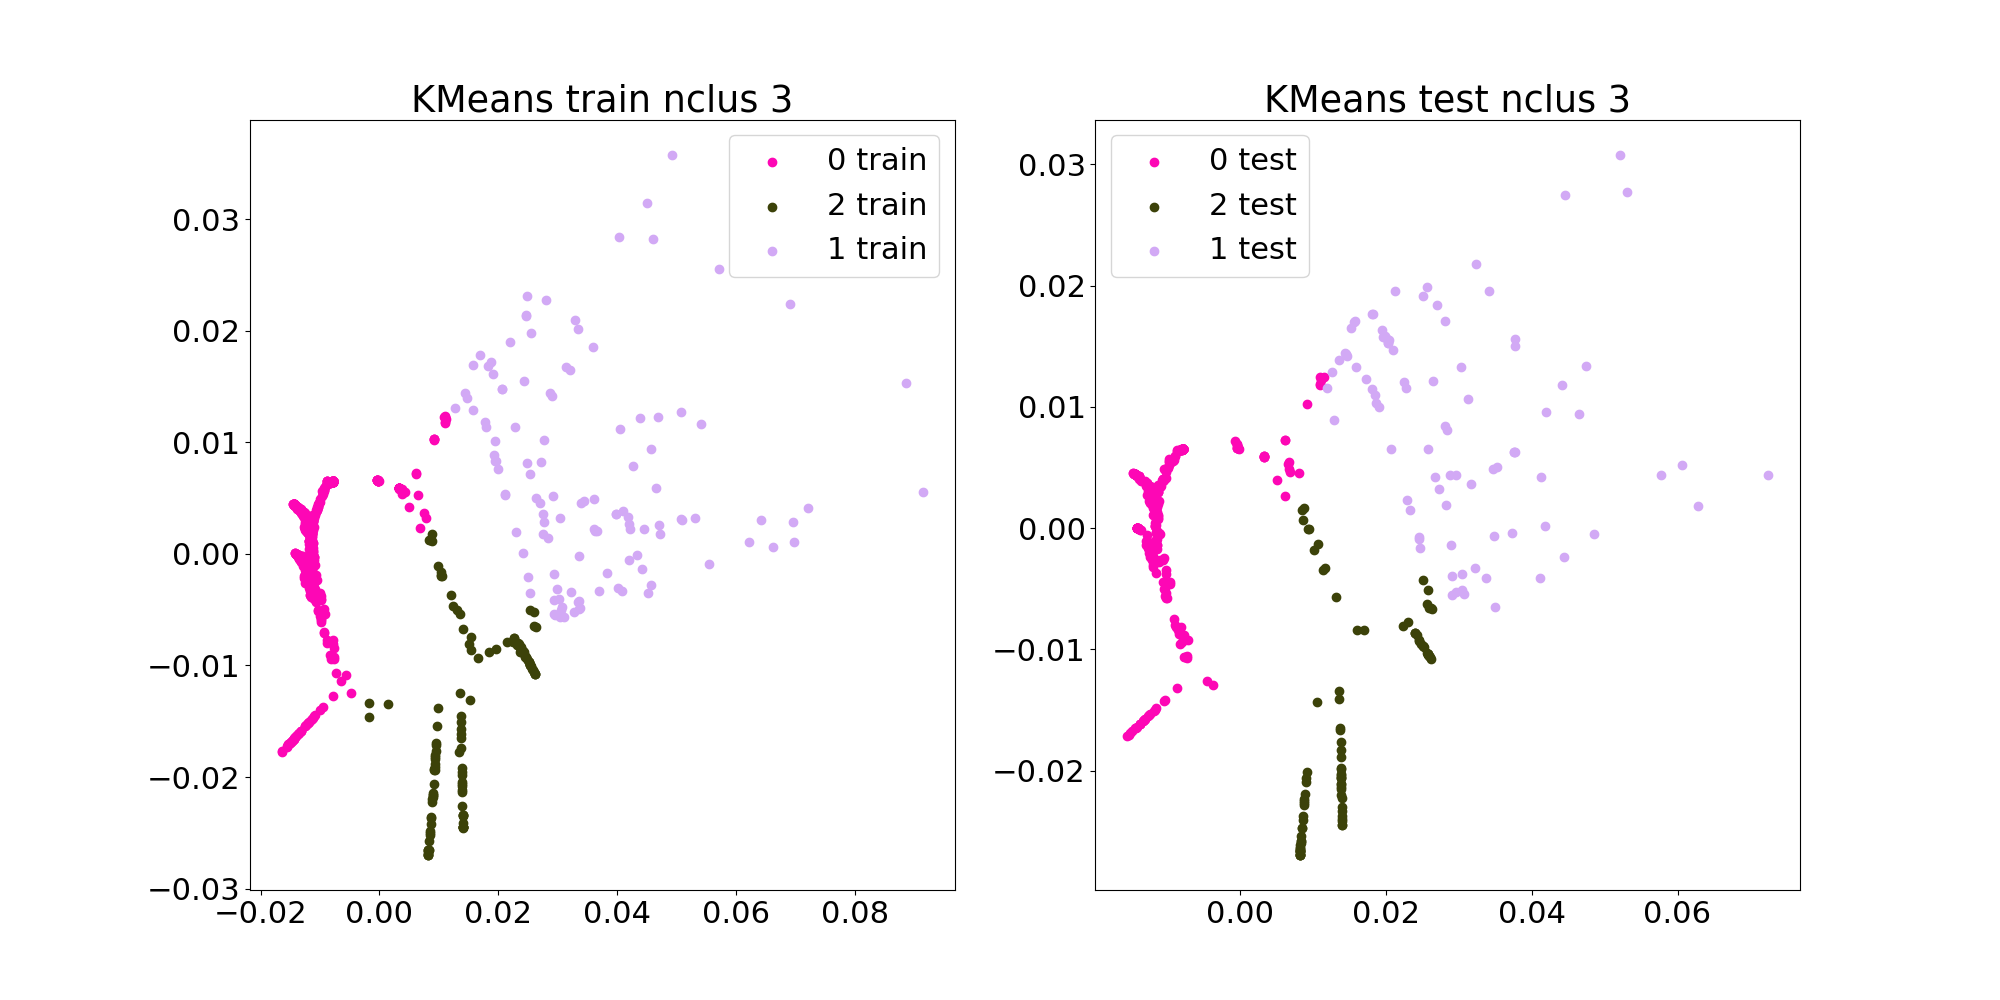 KMeans train nclus 3
0 train
2 train
1 train
0.03
0.02
0.01
0.00
−0.01
−0.02
−0.03
−0.02 0.00 0.02 0.04 0.06 0.08
KMeans test nclus 3
0 test
2 test
1 test
0.03
0.02
0.01
0.00
−0.01
−0.02
0.00 0.02 0.04 0.06